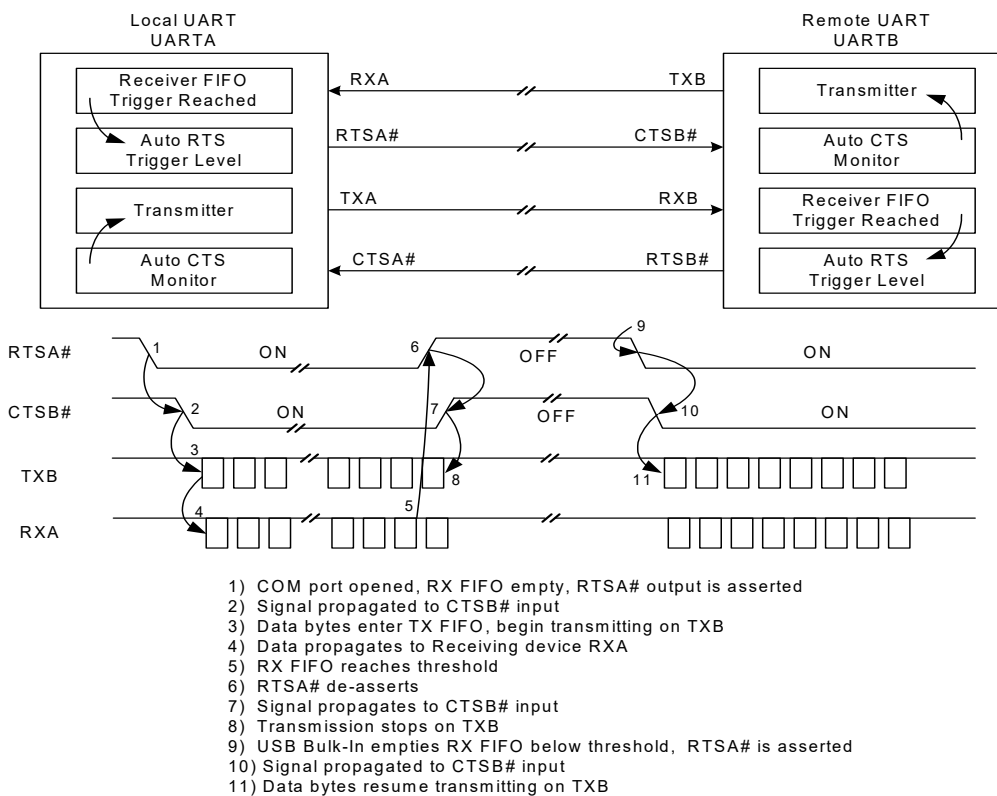 Local UART
UARTA
Remote UART
UARTB
Receiver FIFO
Trigger Reached
RXA
TXB
Transmitter
Auto RTS
Trigger Level
RTSA#
CTSB#
Auto CTS
Monitor
Transmitter
TXA
RXB
Receiver FIFO
Trigger Reached
Auto CTS
Monitor
CTSA#
RTSB#
Auto RTS
Trigger Level
RTSA#
1
ON
6
OFF
9
ON
CTSB#
2
ON
7
OFF
10
ON
TXB
3
8
11
RXA
4
5
1) COM port opened, RX FIFO empty, RTSA# output is asserted
2) Signal propagated to CTSB# input
3) Data bytes enter TX FIFO, begin transmitting on TXB
4) Data propagates to Receiving device RXA
5) RX FIFO reaches threshold
6) RTSA# de-asserts
7) Signal propagates to CTSB# input
8) Transmission stops on TXB
9) USB Bulk-In empties RX FIFO below threshold, RTSA# is asserted
10) Signal propagated to CTSB# input
11) Data bytes resume transmitting on TXB